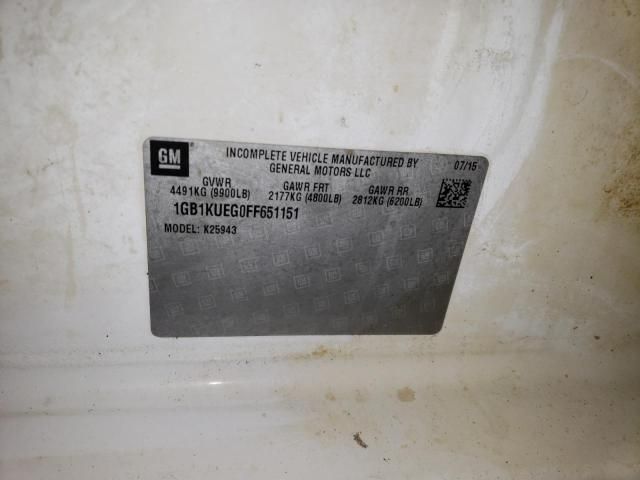 GM
INCOMPLETE VEHICLE MANUFACTURED BY
GENERAL MOTORS LLC
07/15
GVWR GAWR FRT GAWR RR
4491KG (9900LB) 2177KG (4800LB) 2812KG (6200LB)
1GB1KUEG0FF651151
MODEL: K25943